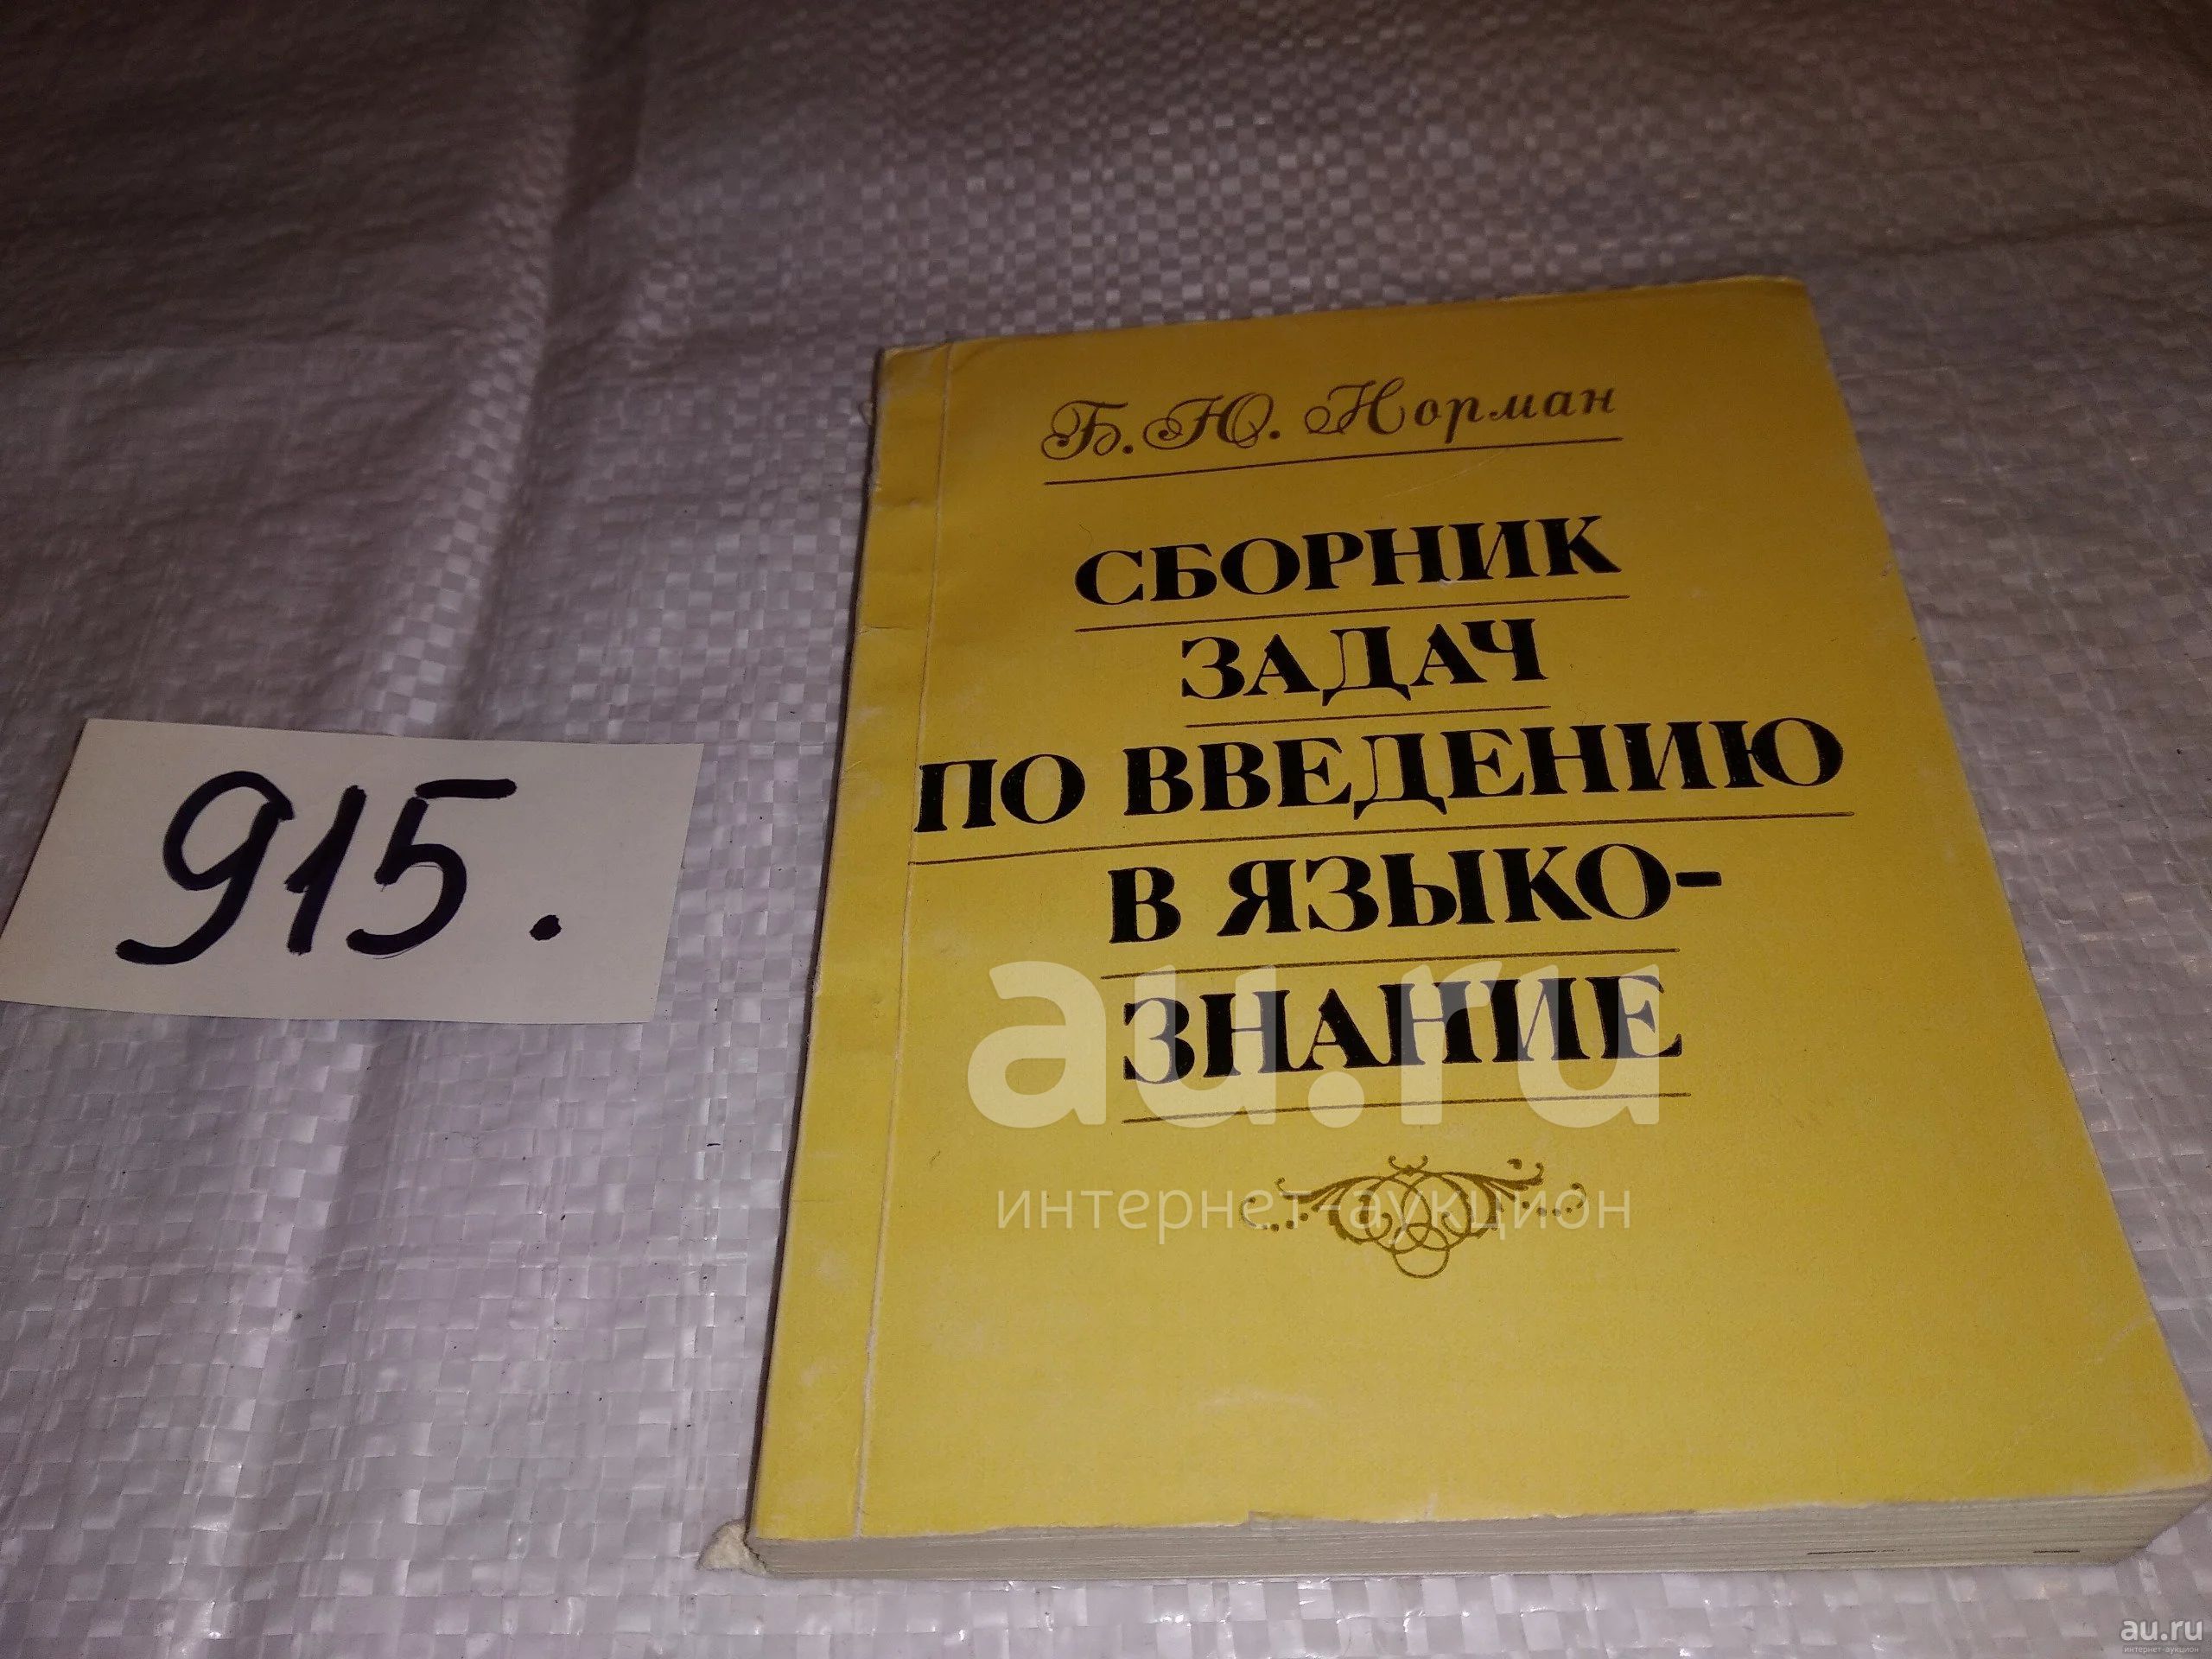 Б. Ю. Норман
СБОРНИК
ЗАДАЧ
ПО ВВЕДЕНИЮ
В ЯЗЫКО-
ЗНАНИЕ
915.
au.ru
интернет-аукцион
au.ru
интернет-аукцион